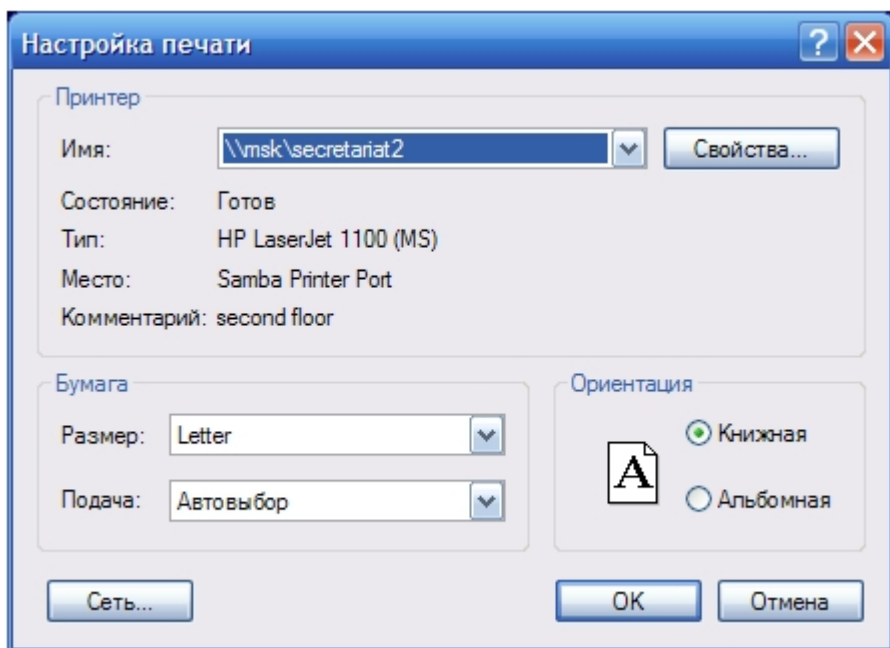 Настройка печати
Принтер
Имя: \\msk\secretariat2 Свойства...
Состояние: Готов
Тип: HP LaserJet 1100 (MS)
Место: Samba Printer Port
Комментарий: second floor
Бумага
Размер: Letter
Подача: Автовыбор
Ориентация
A
Книжная
Альбомная
Сеть... OK Отмена